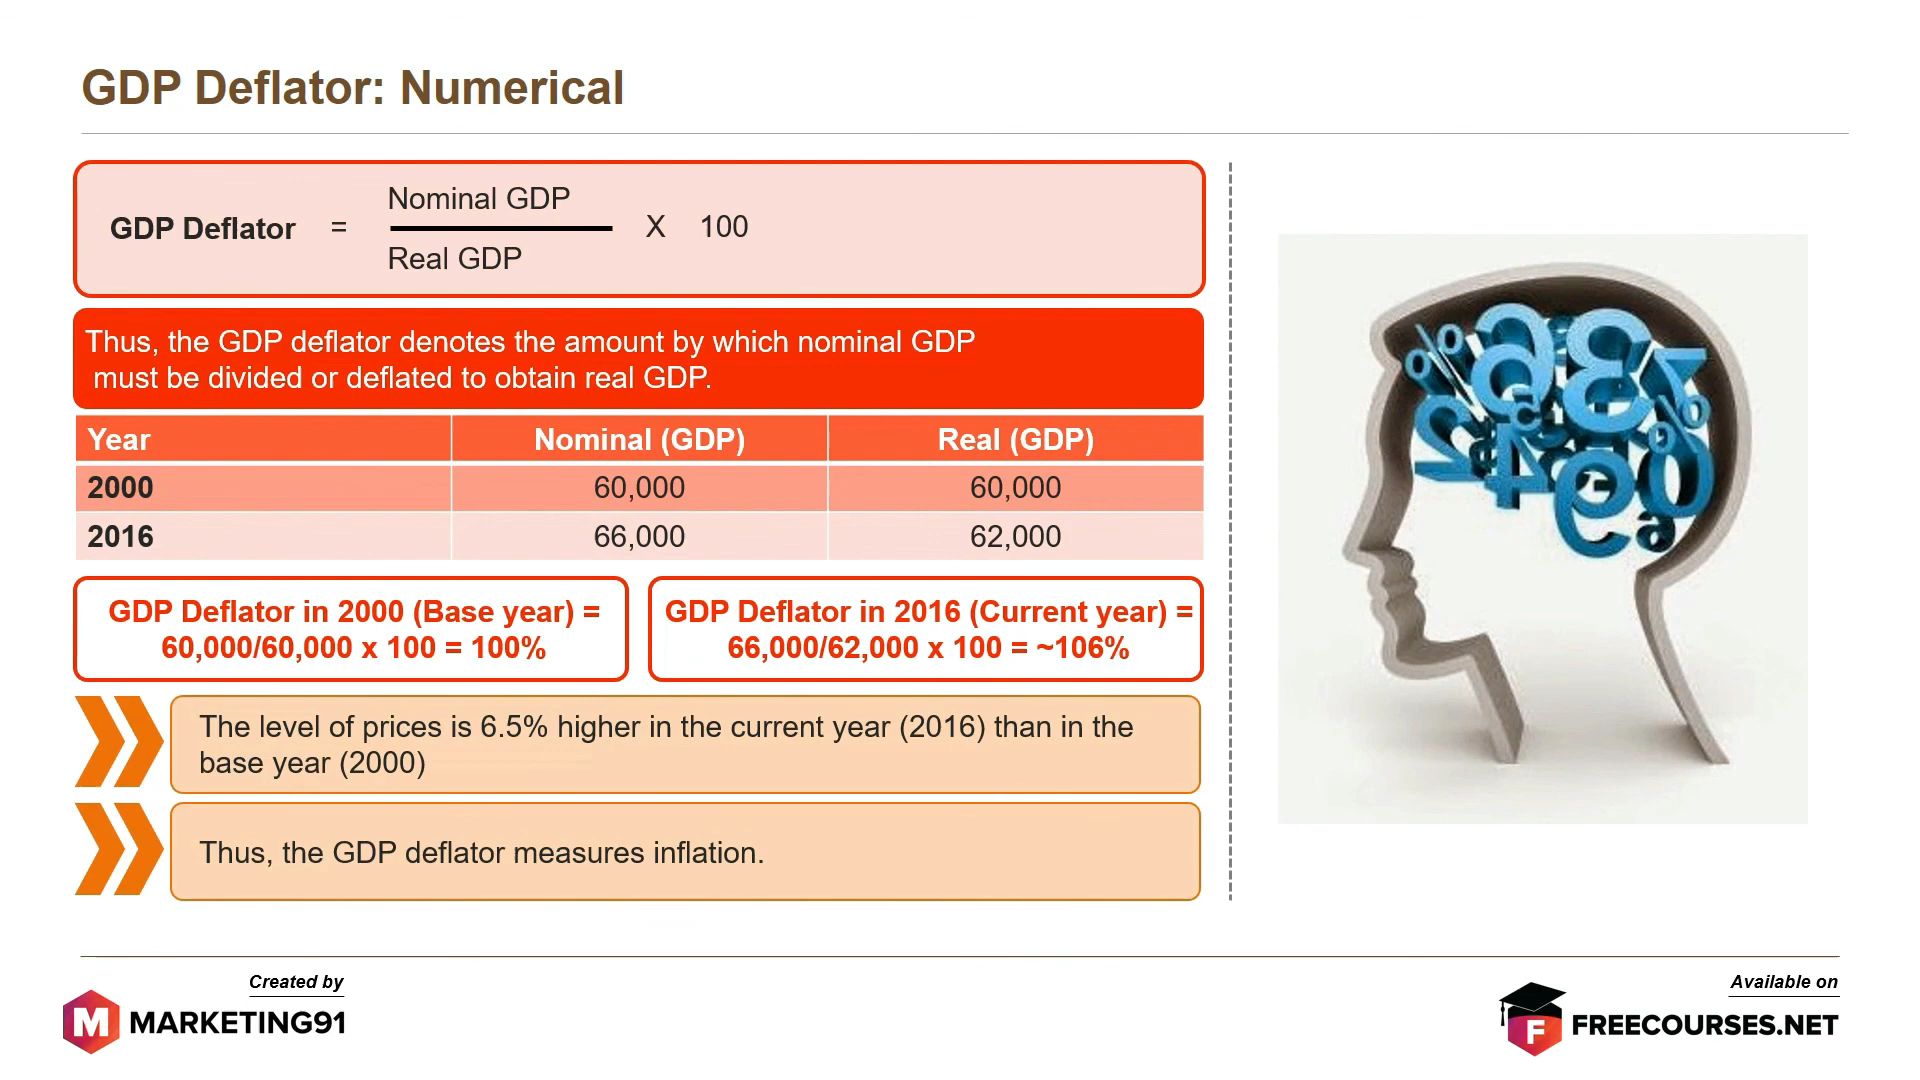 GDP Deflator: Numerical
GDP Deflator = Nominal GDP
Real GDP X 100
Thus, the GDP deflator denotes the amount by which nominal GDP
must be divided or deflated to obtain real GDP.
Year Nominal (GDP) Real (GDP)
2000 60,000 60,000
2016 66,000 62,000
GDP Deflator in 2000 (Base year) =
60,000/60,000 x 100 = 100%
GDP Deflator in 2016 (Current year) =
66,000/62,000 x 100 = ~106%
The level of prices is 6.5% higher in the current year (2016) than in the
base year (2000)
Thus, the GDP deflator measures inflation.
Created by
M MARKETING91
Available on
F FREECOURSES.NET